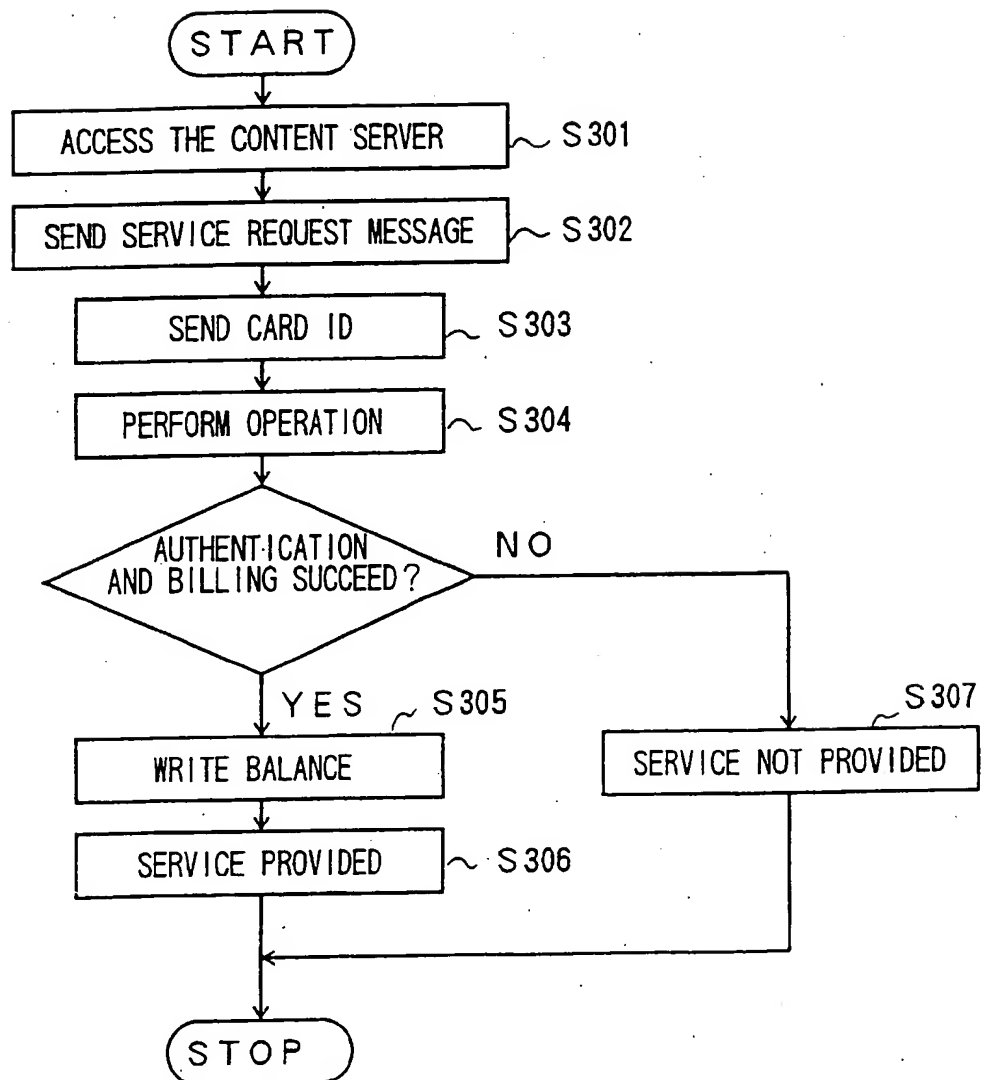 START
ACCESS THE CONTENT SERVER S301
SEND SERVICE REQUEST MESSAGE S302
SEND CARD ID S303
PERFORM OPERATION S304
AUTHENTICATION
AND BILLING SUCCEED?
NO
YES
S305
WRITE BALANCE
S307
SERVICE NOT PROVIDED
SERVICE PROVIDED S306
STOP